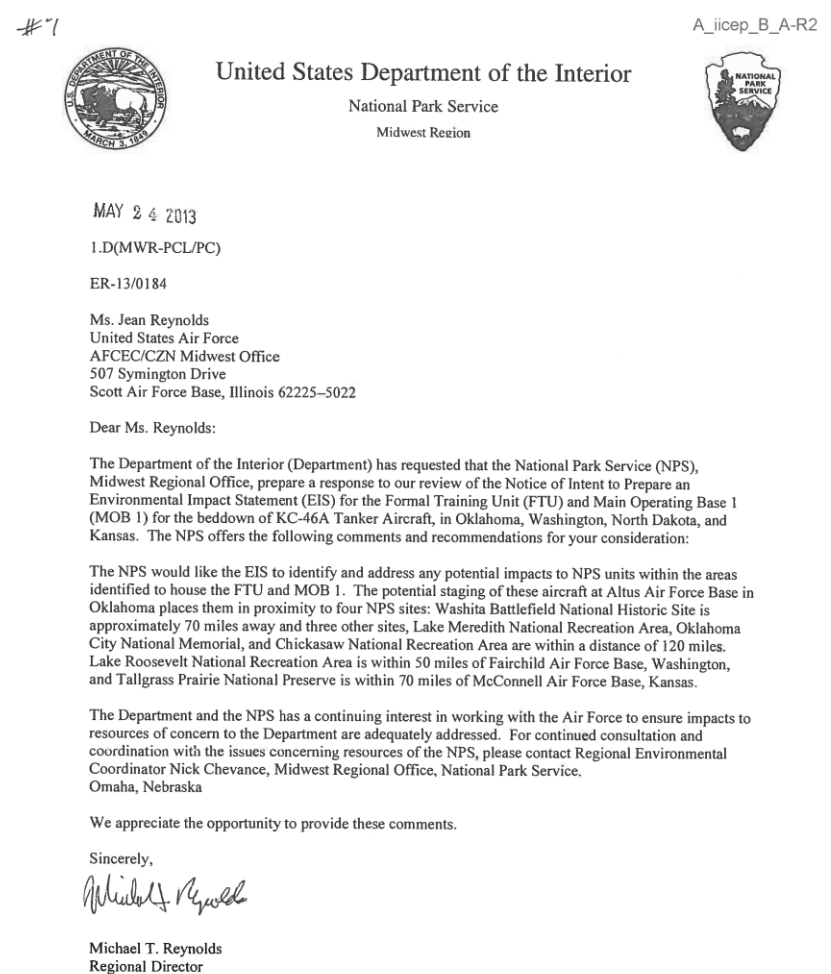 #1
A_iicep_B_A-R2
U.S. DEPARTMENT OF THE INTERIOR
MARCH 3, 1849
United States Department of the Interior
National Park Service
Midwest Region
NATIONAL
PARK
SERVICE
MAY 24 2013
1.D(MWR-PCL/PC)
ER-13/0184
Ms. Jean Reynolds
United States Air Force
AFCEC/CZN Midwest Office
507 Symington Drive
Scott Air Force Base, Illinois 62225–5022
Dear Ms. Reynolds:
The Department of the Interior (Department) has requested that the National Park Service (NPS),
Midwest Regional Office, prepare a response to our review of the Notice of Intent to Prepare an
Environmental Impact Statement (EIS) for the Formal Training Unit (FTU) and Main Operating Base 1
(MOB 1) for the beddown of KC-46A Tanker Aircraft, in Oklahoma, Washington, North Dakota, and
Kansas. The NPS offers the following comments and recommendations for your consideration:
The NPS would like the EIS to identify and address any potential impacts to NPS units within the areas
identified to house the FTU and MOB 1. The potential staging of these aircraft at Altus Air Force Base in
Oklahoma places them in proximity to four NPS sites: Washita Battlefield National Historic Site is
approximately 70 miles away and three other sites, Lake Meredith National Recreation Area, Oklahoma
City National Memorial, and Chickasaw National Recreation Area are within a distance of 120 miles.
Lake Roosevelt National Recreation Area is within 50 miles of Fairchild Air Force Base, Washington,
and Tallgrass Prairie National Preserve is within 70 miles of McConnell Air Force Base, Kansas.
The Department and the NPS has a continuing interest in working with the Air Force to ensure impacts to
resources of concern to the Department are adequately addressed. For continued consultation and
coordination with the issues concerning resources of the NPS, please contact Regional Environmental
Coordinator Nick Chevance, Midwest Regional Office, National Park Service.
Omaha, Nebraska
We appreciate the opportunity to provide these comments.
Sincerely,
Michael T. Reynolds
Michael T. Reynolds
Regional Director